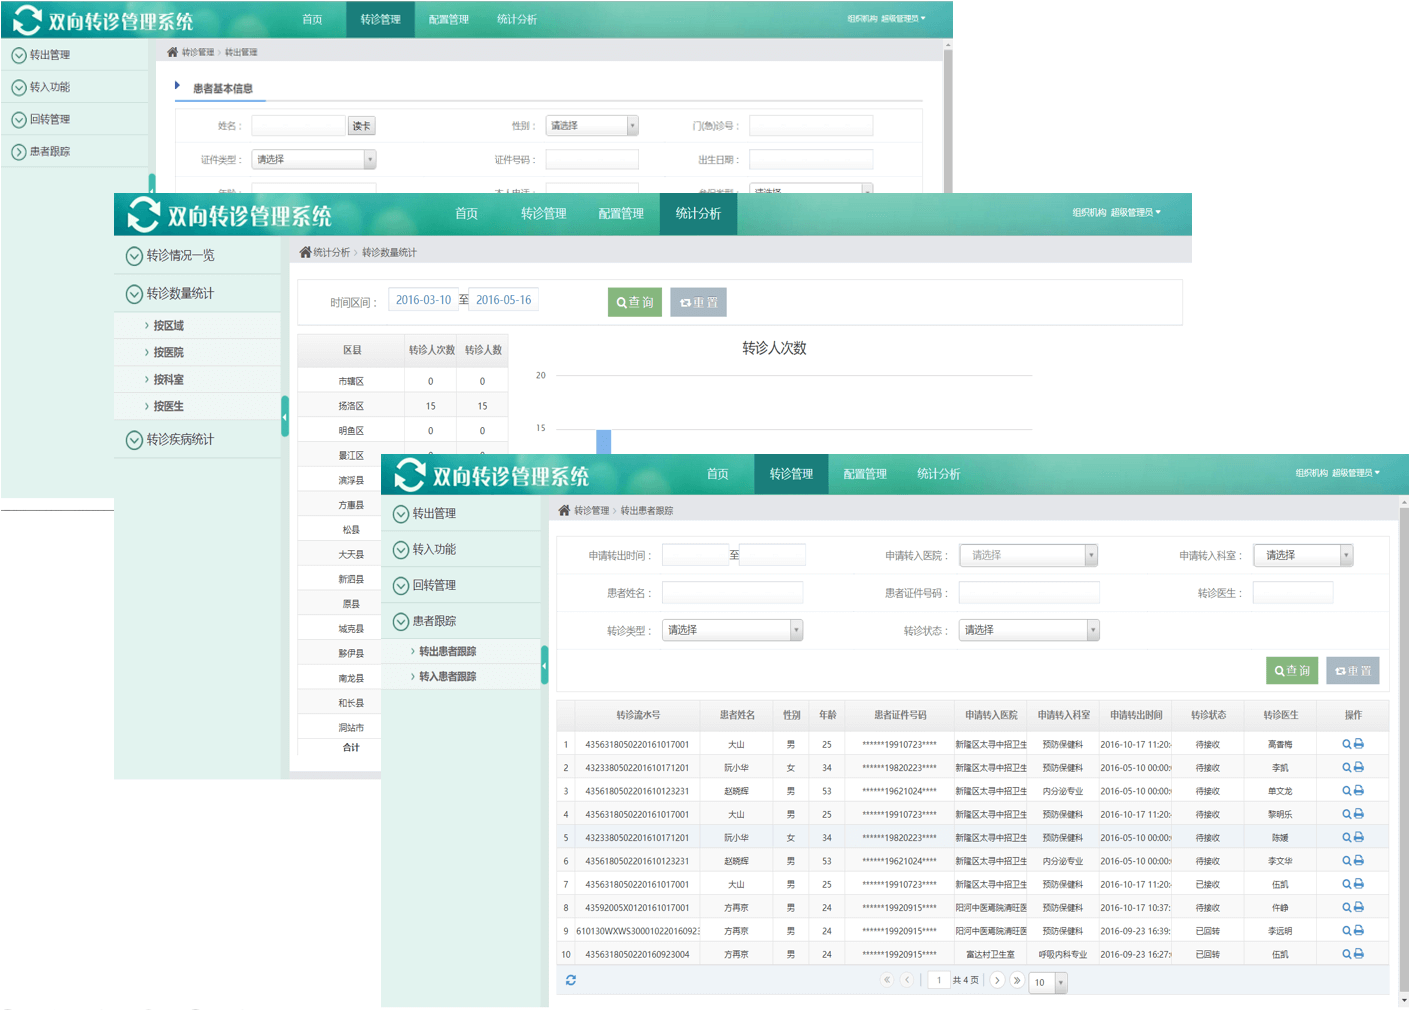 双向转诊管理系统 首页 转诊管理 配置管理 统计分析 组织机构 超级管理员
转出管理
转入功能
回转管理
患者跟踪
转诊管理 > 转出管理
患者基本信息
姓名： 读卡 性别： 请选择 门(急)诊号：
证件类型： 请选择 证件号码： 出生日期：
双向转诊管理系统 首页 转诊管理 配置管理 统计分析 组织机构 超级管理员
转诊情况一览
转诊数量统计
按区域
按医院
按科室
按医生
转诊疾病统计
统计分析 > 转诊数量统计
时间区间： 2016-03-10 至 2016-05-16 查询 重置
区县 转诊人次数 转诊人数
市辖区 0 0
扬洛区 15 15
明鱼区 0 0
景江区
滨浮县
方惠县
松县
大天县
新泗县
原县
城克县
黟伊县
南龙县
和长县
洞站市
合计
转诊人次数
20
15
双向转诊管理系统 首页 转诊管理 配置管理 统计分析 组织机构 超级管理员
转出管理
转入功能
回转管理
患者跟踪
转出患者跟踪
转入患者跟踪
转诊管理 > 转出患者跟踪
申请转出时间： 至 申请转入医院： 请选择 申请转入科室： 请选择
患者姓名： 患者证件号码： 转诊医生：
转诊类型： 请选择 转诊状态： 请选择
查询 重置
转诊流水号 患者姓名 性别 年龄 患者证件号码 申请转入医院 申请转入科室 申请转出时间 转诊状态 转诊医生 操作
1 4356318050220161017001 大山 男 25 ******19910723**** 新隆区太寻中招卫生 预防保健科 2016-10-17 11:20: 待接收 高香梅
2 4323380502201610171201 阮小华 女 34 ******19820223**** 新隆区太寻中招卫生 预防保健科 2016-05-10 00:00: 待接收 李凯
3 4356180502201610123231 赵晓辉 男 53 ******19621024**** 新隆区太寻中招卫生 内分泌专业 2016-05-10 00:00: 待接收 单文龙
4 4356318050220161017001 大山 男 25 ******19910723**** 新隆区太寻中招卫生 预防保健科 2016-10-17 11:20: 待接收 黎明乐
5 4323380502201610171201 阮小华 女 34 ******19820223**** 新隆区太寻中招卫生 预防保健科 2016-05-10 00:00: 待接收 陈媛
6 4356180502201610123231 赵晓辉 男 53 ******19621024**** 新隆区太寻中招卫生 内分泌专业 2016-05-10 00:00: 待接收 李文华
7 4356318050220161017001 大山 男 25 ******19910723**** 新隆区太寻中招卫生 预防保健科 2016-10-17 11:20: 已接收 伍凯
8 43592005X0120161017001 方再京 男 24 ******19920915**** 阳河中医焉院清旺医 预防保健科 2016-10-17 10:37: 待接收 仵峥
9 610130WXWS30001022016092 方再京 男 24 ******19920915**** 阳河中医焉院清旺医 预防保健科 2016-09-23 16:39: 已回转 李远明
10 4356318050220160923004 方再京 男 24 ******19920915**** 富达村卫生室 呼吸内科专业 2016-09-23 16:27: 已回转 伍凯
1 共 4 页 10